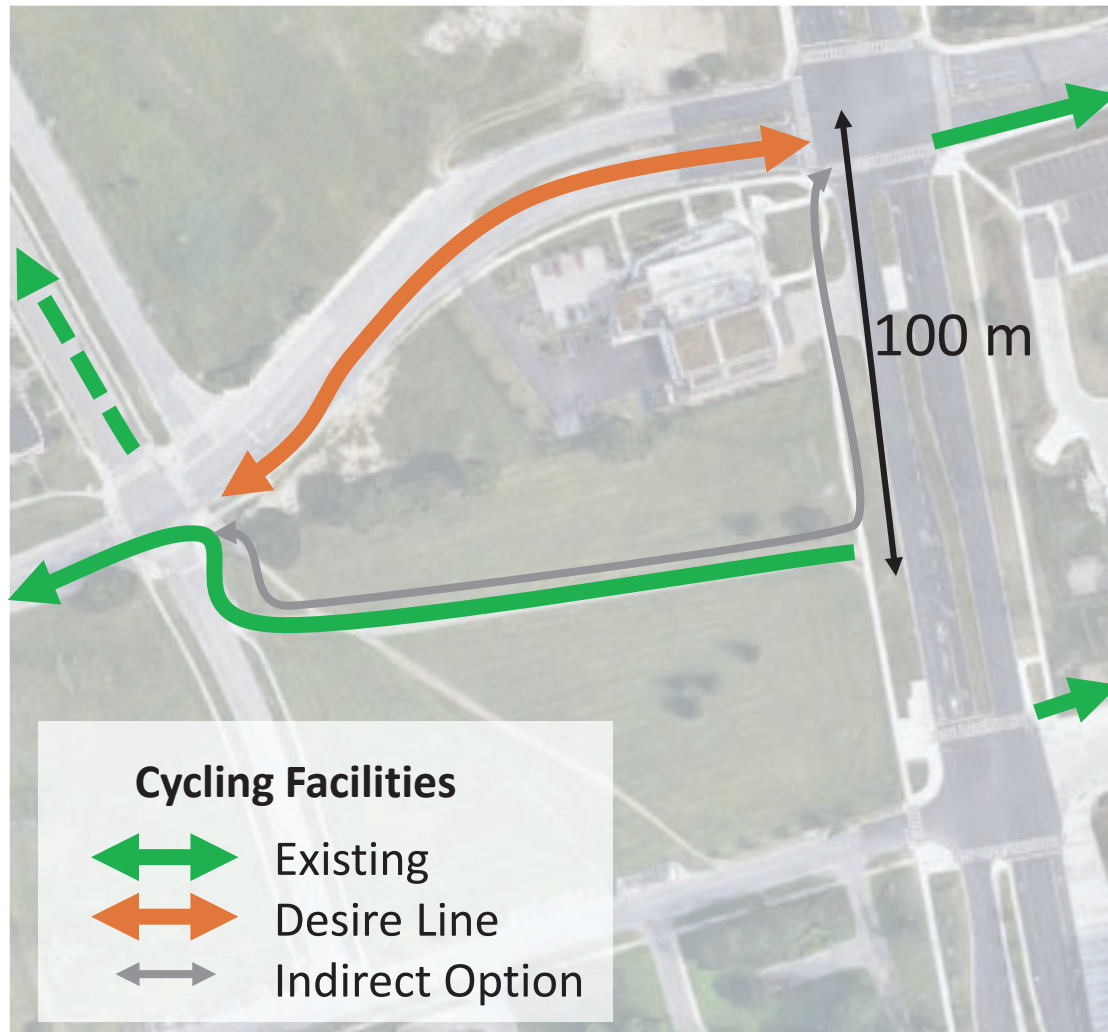 100 m
Cycling Facilities
Existing
Desire Line
Indirect Option